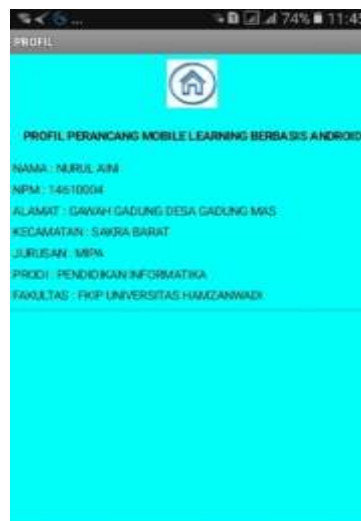 ... 74% 11:43
PROFIL
PROFIL PERANCANG MOBILE LEARNING BERBASIS ANDROID
NAMA : NURUL AINI
NPM : 14610004
ALAMAT : GAWAH GADUNG DESA GADUNG MAS
KECAMATAN : SAKRA BARAT
JURUSAN : MIPA
PRODI : PENDIDIKAN INFORMATIKA
FAKULTAS : FKIP UNIVERSITAS HAMZANWADI